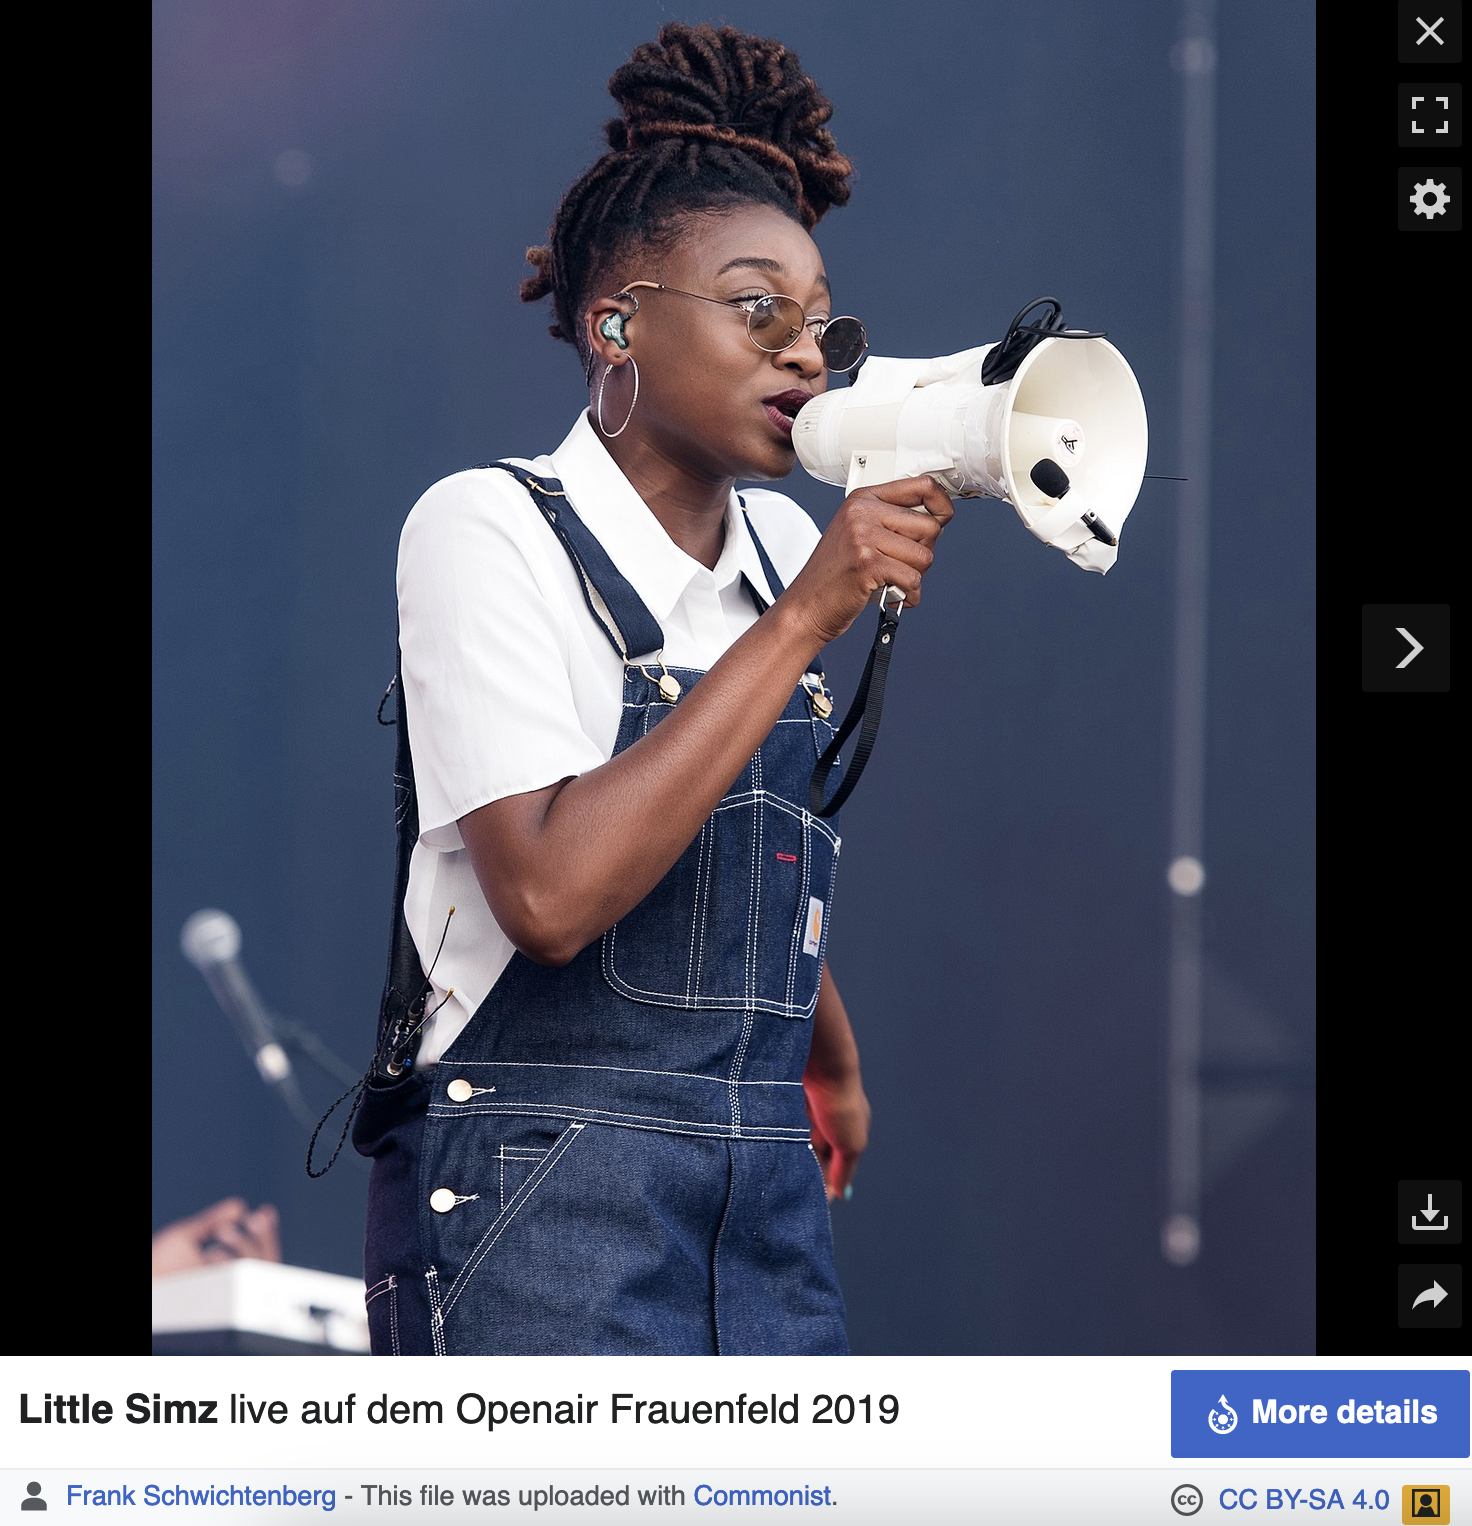 Little Simz live auf dem Openair Frauenfeld 2019
More details
Frank Schwichtenberg - This file was uploaded with Commonist.
cc CC BY-SA 4.0